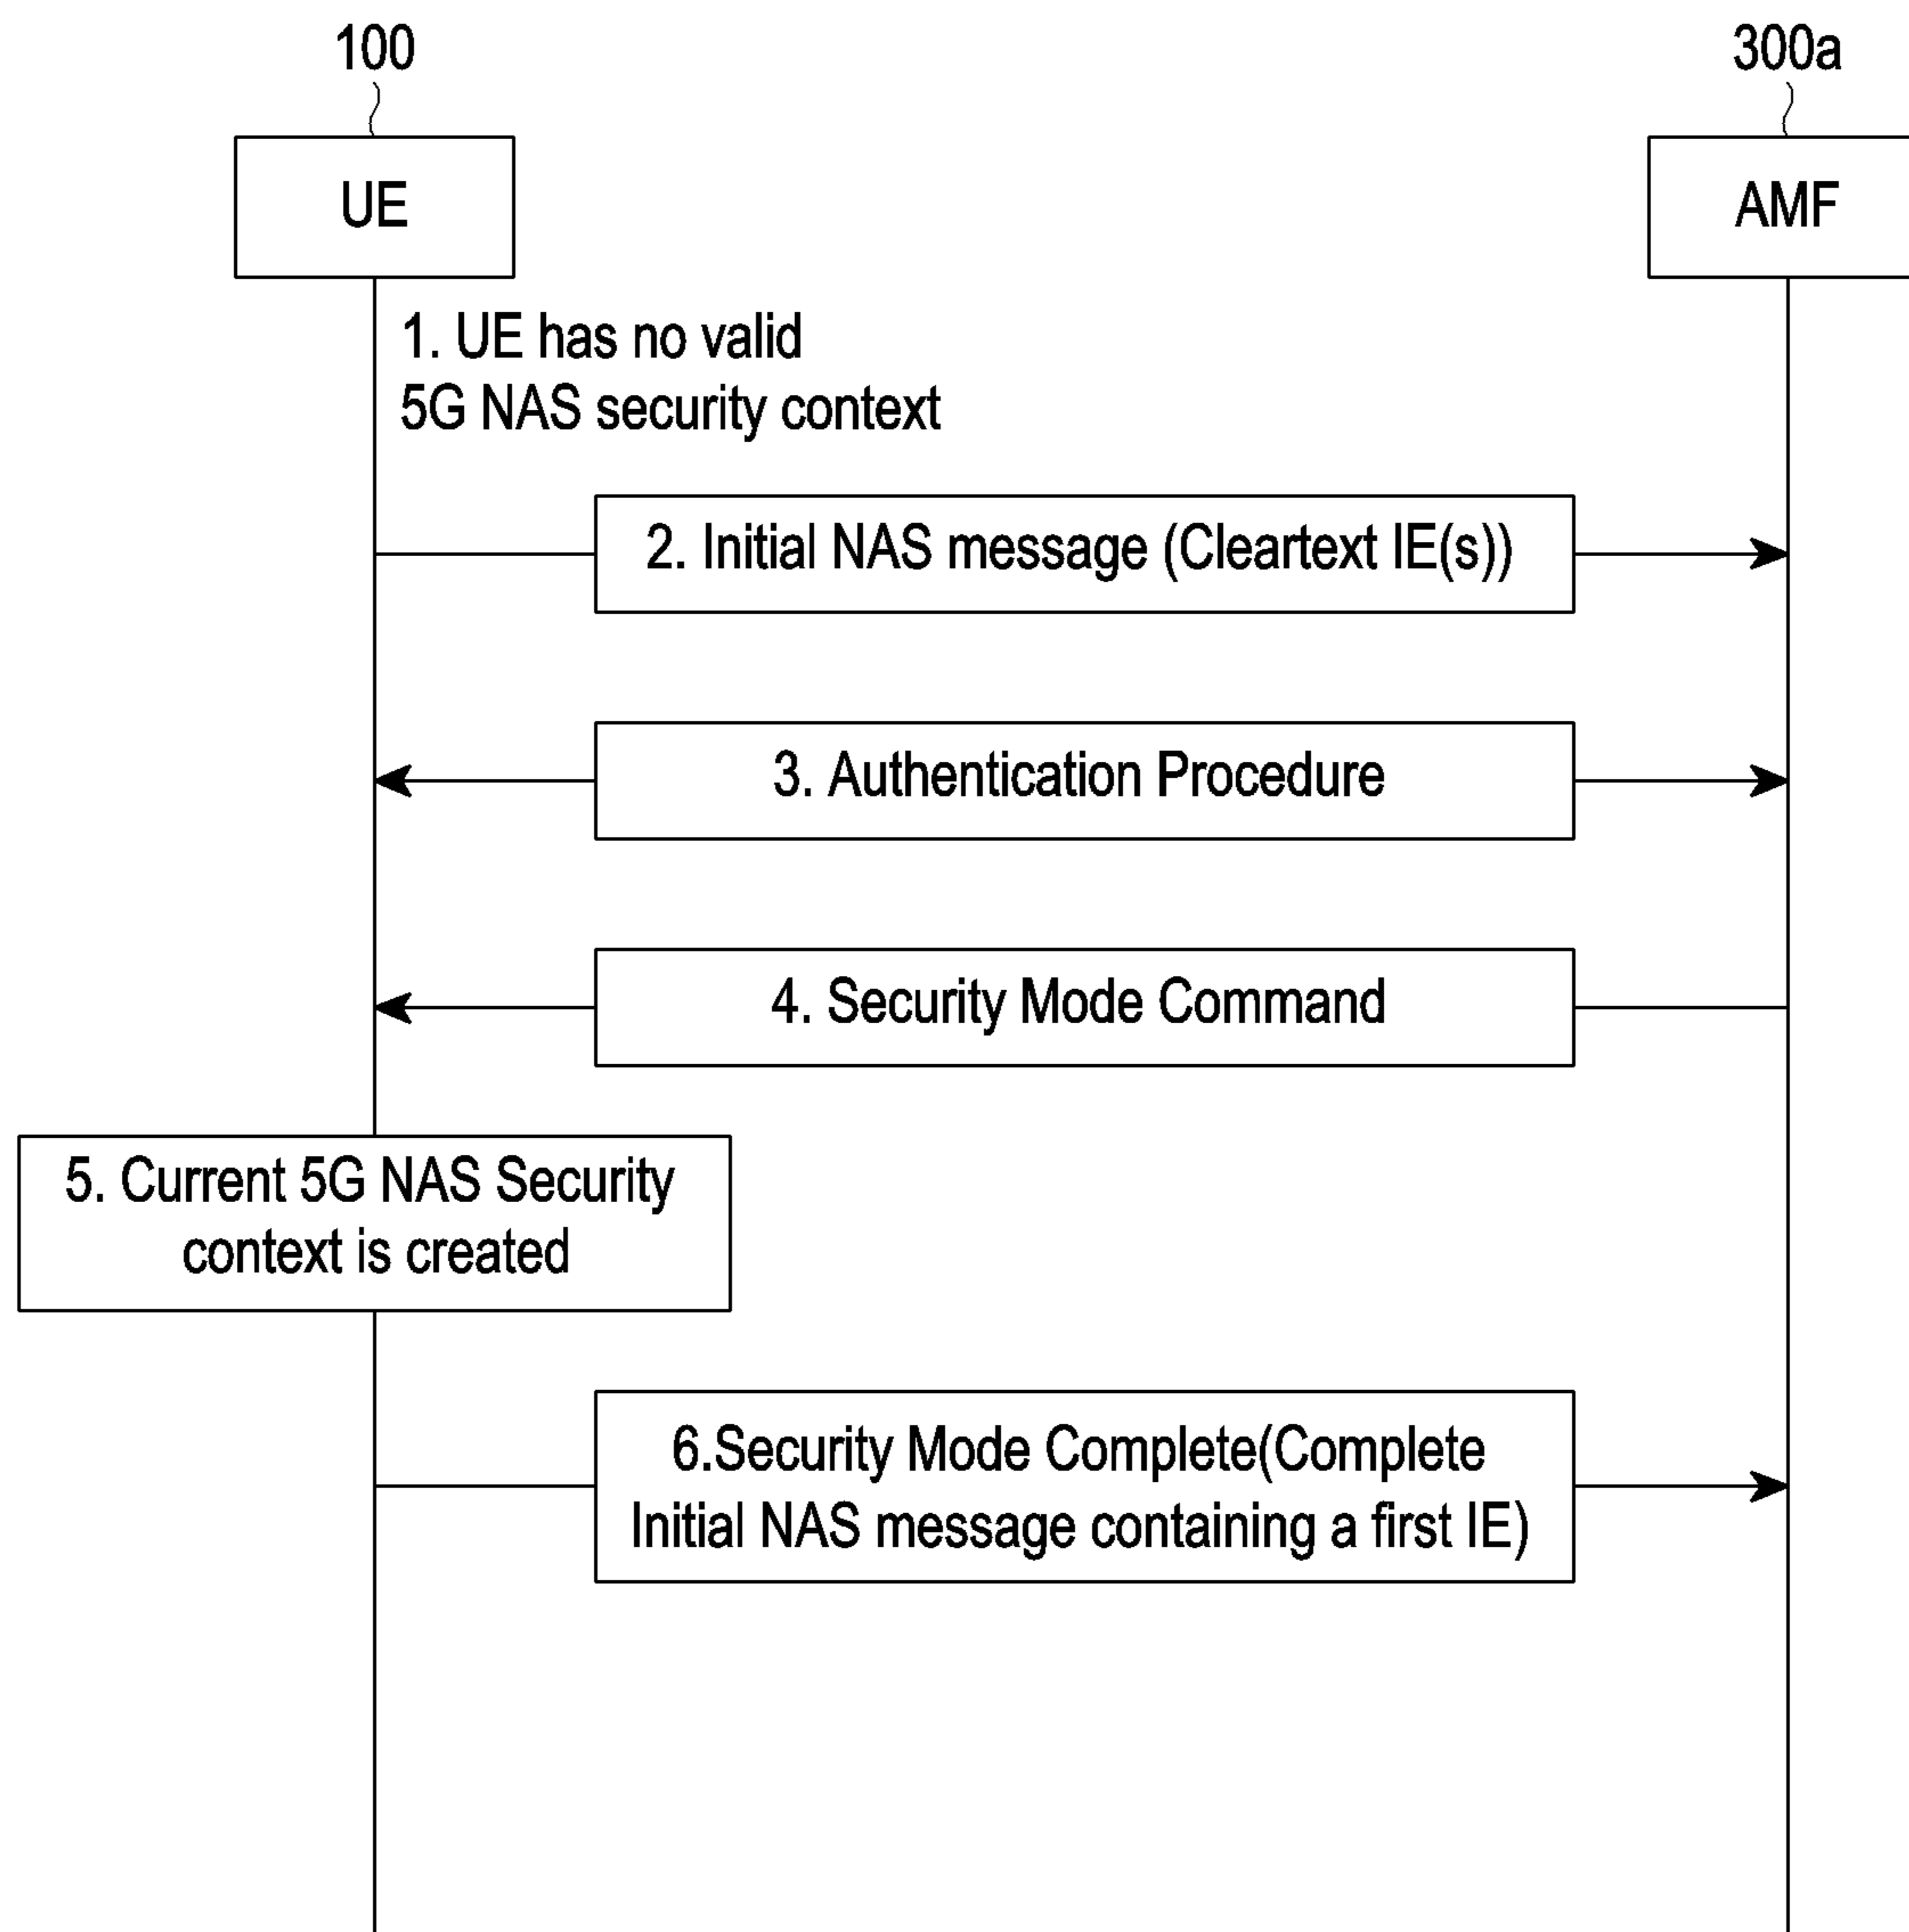 100
300a
UE
AMF
1. UE has no valid
5G NAS security context
2. Initial NAS message (Cleartext IE(s))
3. Authentication Procedure
4. Security Mode Command
5. Current 5G NAS Security
context is created
6.Security Mode Complete(Complete
Initial NAS message containing a first IE)